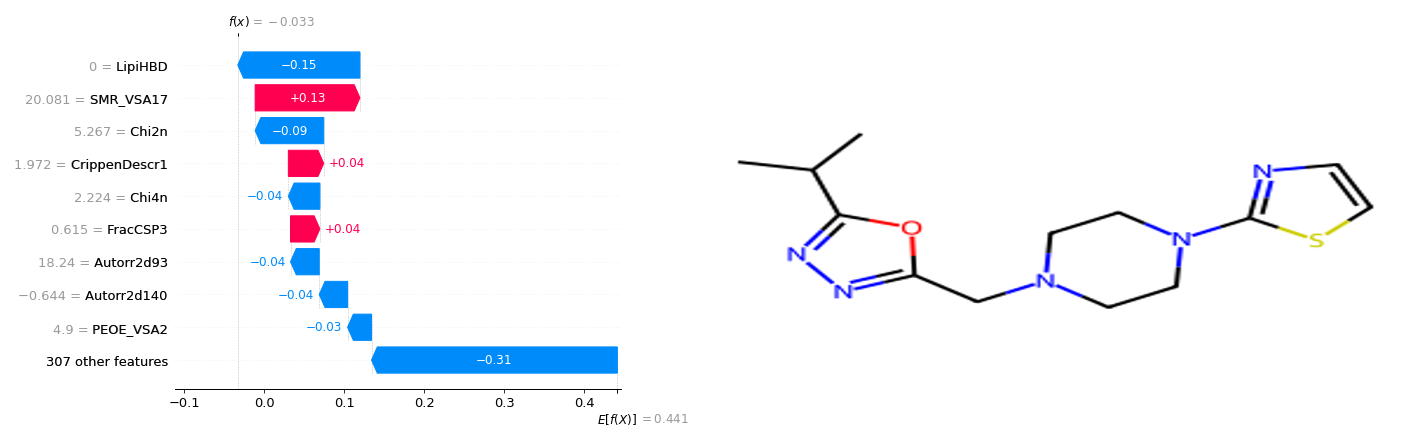 f(x) = −0.033
0 = LipiHBD
−0.15
20.081 = SMR_VSA17
+0.13
5.267 = Chi2n
−0.09
1.972 = CrippenDescr1
+0.04
2.224 = Chi4n
−0.04
0.615 = FracCSP3
+0.04
18.24 = Autorr2d93
−0.04
−0.644 = Autorr2d140
−0.04
4.9 = PEOE_VSA2
−0.03
307 other features
−0.31
−0.1 0.0 0.1 0.2 0.3 0.4
E[f(X)] = 0.441
N
O
N
N
N
N
S